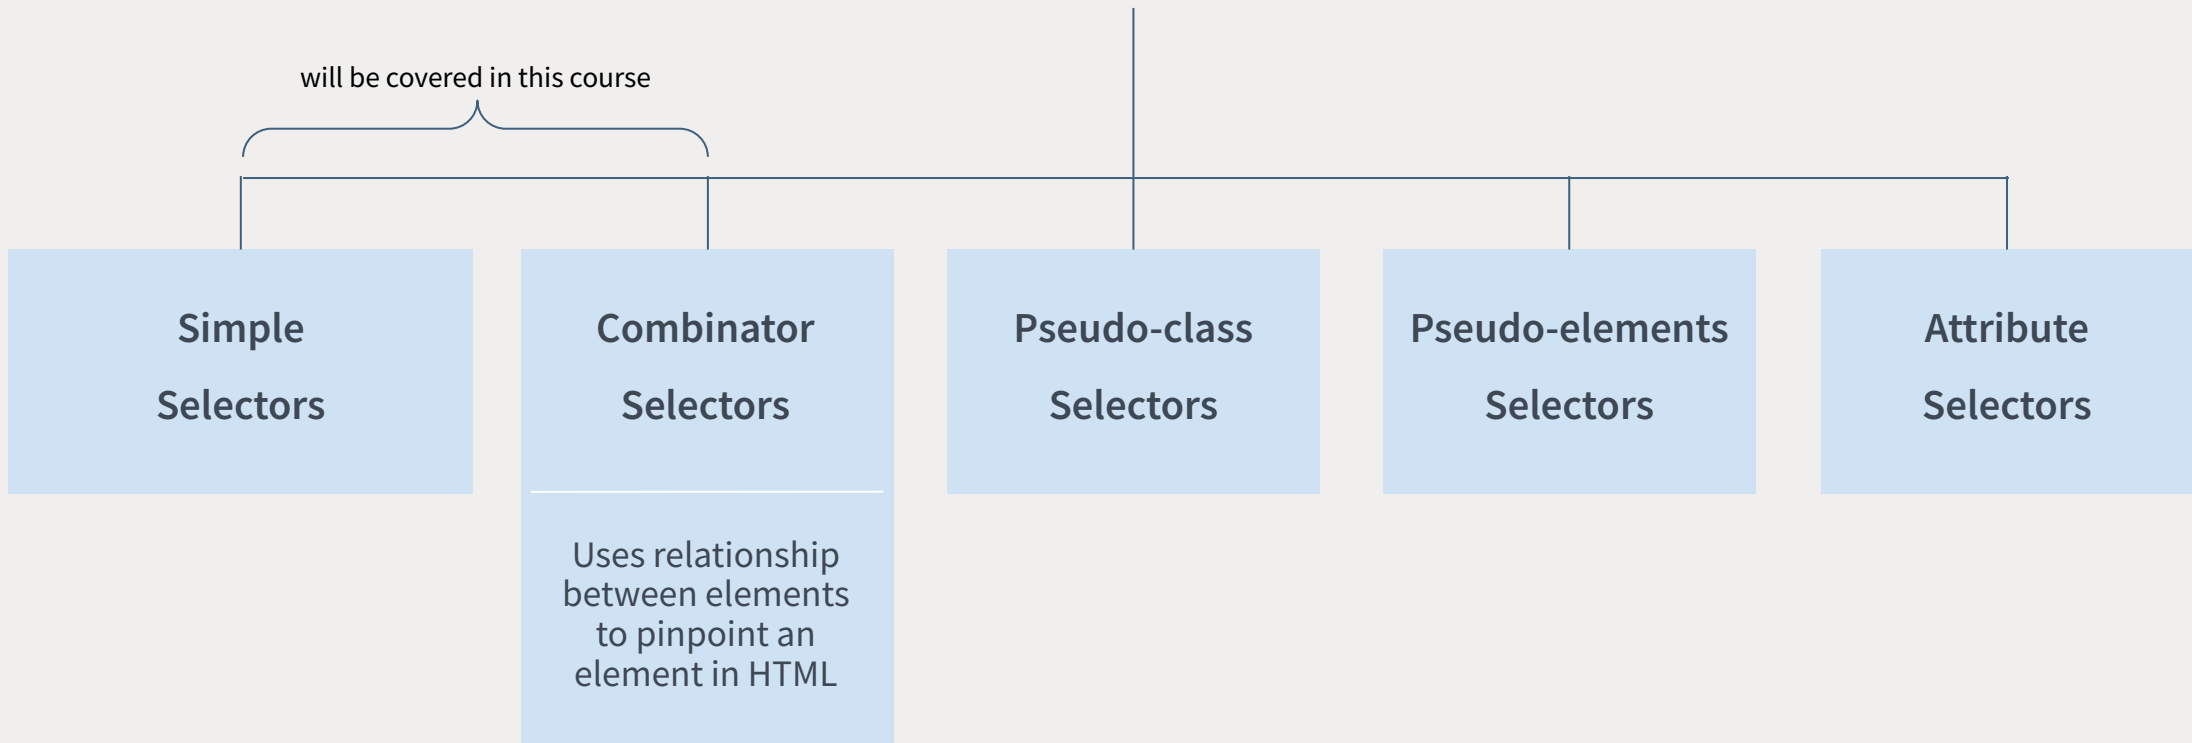 will be covered in this course
Simple
Selectors
Combinator
Selectors
Uses relationship
between elements
to pinpoint an
element in HTML
Pseudo-class
Selectors
Pseudo-elements
Selectors
Attribute
Selectors